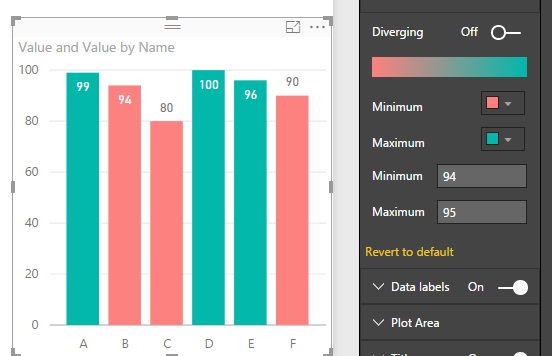 Value and Value by Name
100
80
60
40
20
0
99
94
80
100
96
90
A B C D E F
Diverging Off
Minimum
Maximum
Minimum 94
Maximum 95
Revert to default
Data labels On
Plot Area